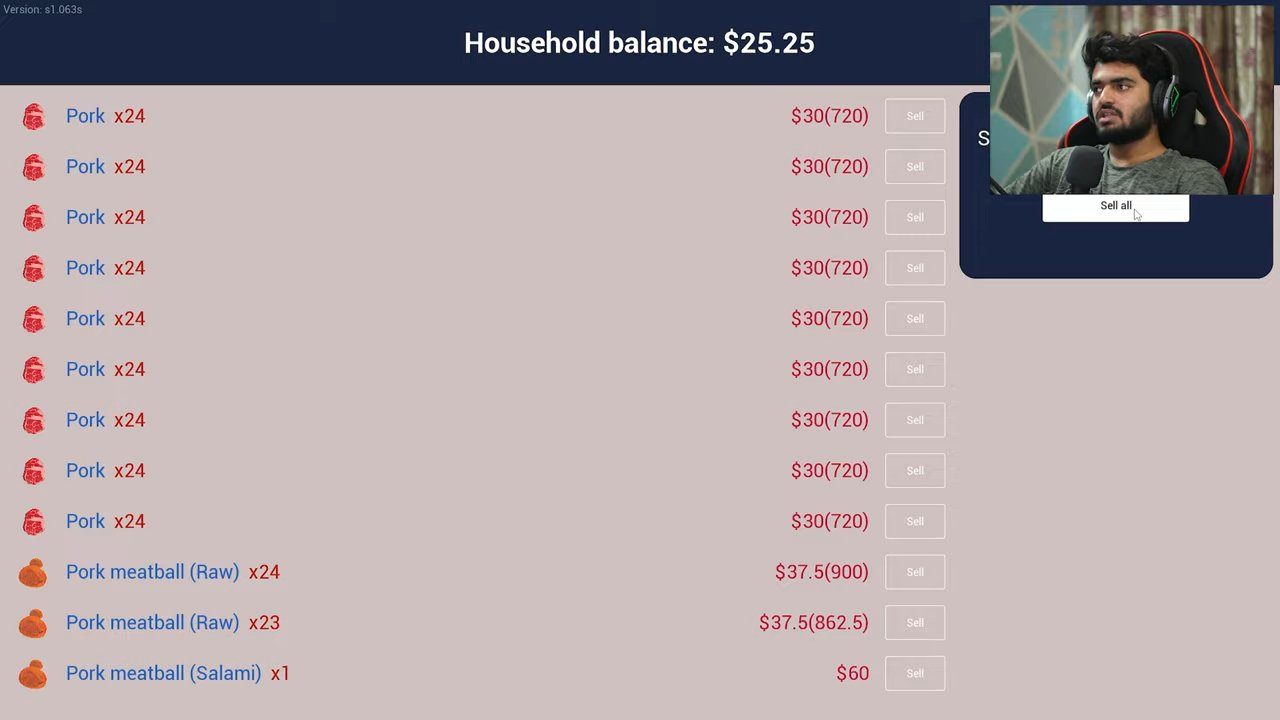 Version: s1.063s
Household balance: $25.25
Pork x24 $30(720) Sell
Pork x24 $30(720) Sell
Pork x24 $30(720) Sell
Pork x24 $30(720) Sell
Pork x24 $30(720) Sell
Pork x24 $30(720) Sell
Pork x24 $30(720) Sell
Pork x24 $30(720) Sell
Pork x24 $30(720) Sell
Pork meatball (Raw) x24 $37.5(900) Sell
Pork meatball (Raw) x23 $37.5(862.5) Sell
Pork meatball (Salami) x1 $60 Sell
Sell all